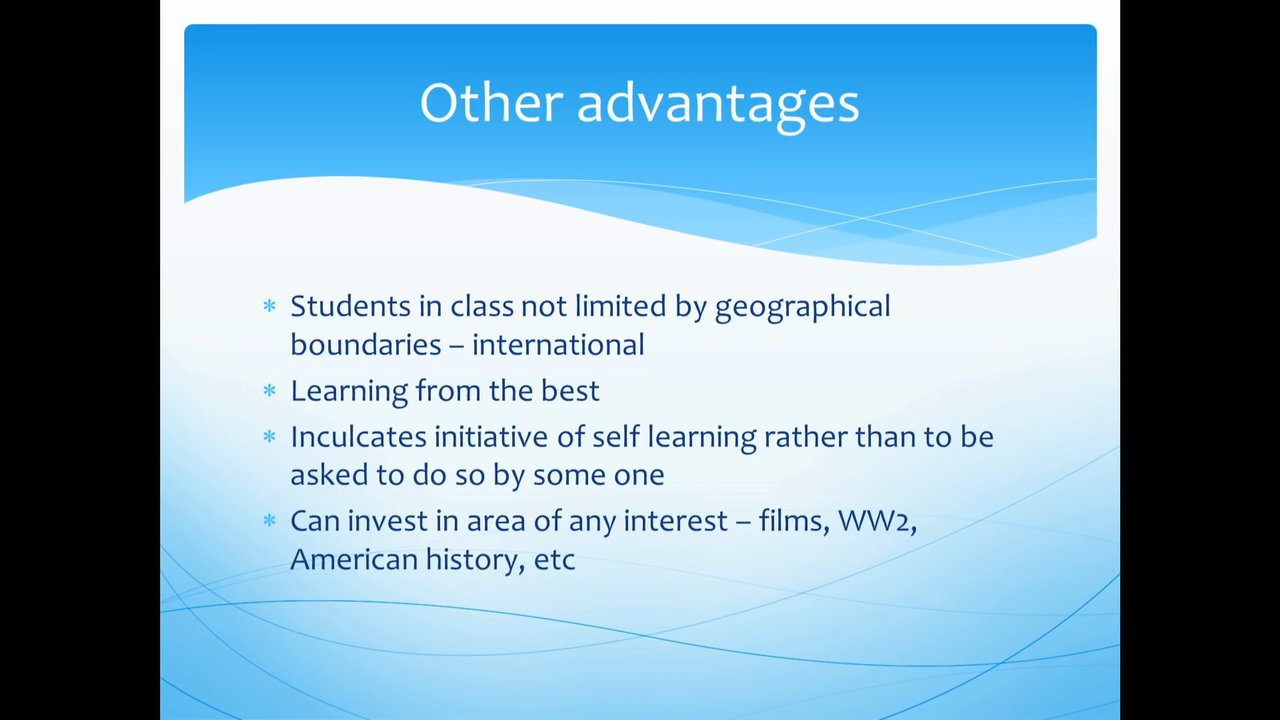 Other advantages
* Students in class not limited by geographical
boundaries – international
* Learning from the best
* Inculcates initiative of self learning rather than to be
asked to do so by some one
* Can invest in area of any interest – films, WW2,
American history, etc